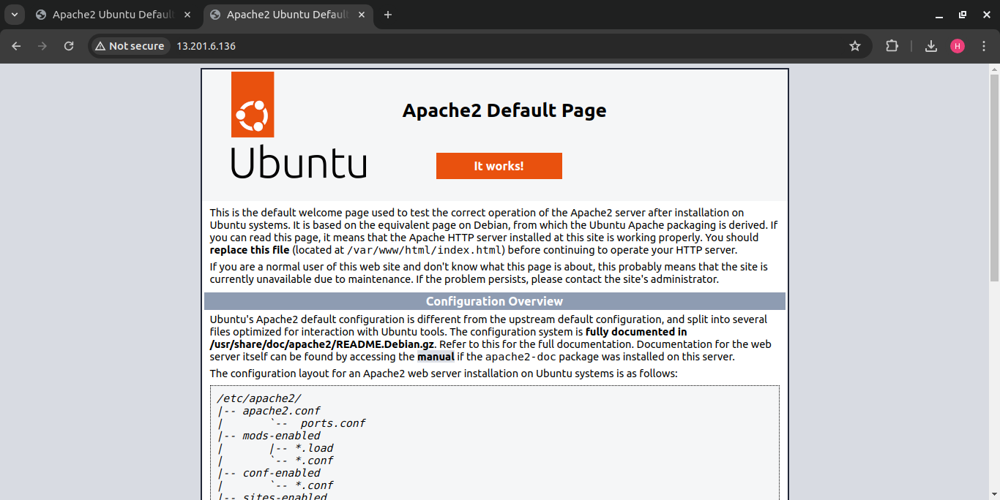 Apache2 Ubuntu Default
Apache2 Ubuntu Default
Not secure
13.201.6.136
H
Apache2 Default Page
Ubuntu
It works!
This is the default welcome page used to test the correct operation of the Apache2 server after installation on
Ubuntu systems. It is based on the equivalent page on Debian, from which the Ubuntu Apache packaging is derived. If
you can read this page, it means that the Apache HTTP server installed at this site is working properly. You should
replace this file (located at /var/www/html/index.html) before continuing to operate your HTTP server.
If you are a normal user of this web site and don't know what this page is about, this probably means that the site is
currently unavailable due to maintenance. If the problem persists, please contact the site's administrator.
Configuration Overview
Ubuntu's Apache2 default configuration is different from the upstream default configuration, and split into several
files optimized for interaction with Ubuntu tools. The configuration system is fully documented in
/usr/share/doc/apache2/README.Debian.gz. Refer to this for the full documentation. Documentation for the web
server itself can be found by accessing the manual if the apache2-doc package was installed on this server.
The configuration layout for an Apache2 web server installation on Ubuntu systems is as follows:
/etc/apache2/
|-- apache2.conf
|       `--  ports.conf
|-- mods-enabled
|       |-- *.load
|       `-- *.conf
|-- conf-enabled
|       `-- *.conf
|-- sites-enabled